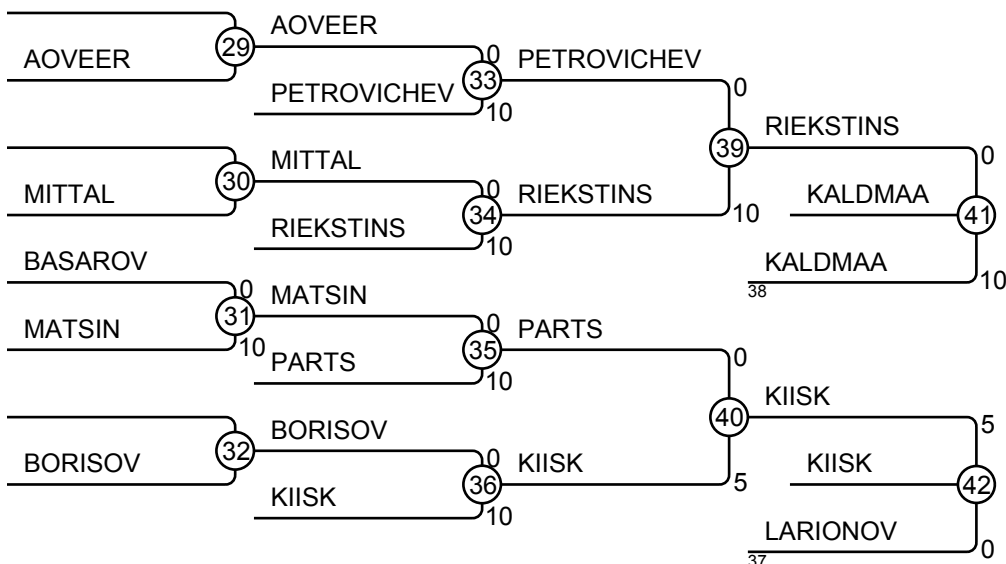 AOVEER
29
AOVEER
0
33
10
PETROVICHEV
PETROVICHEV
0
39
10
MITTAL
30
MITTAL
0
34
10
RIEKSTINS
RIEKSTINS
RIEKSTINS
0
KALDMAA
41
KALDMAA
38
10
BASAROV
0
31
MATSIN
10
MATSIN
0
35
PARTS
10
PARTS
0
40
5
BORISOV
32
BORISOV
0
36
KIISK
10
KIISK
KIISK
5
KIISK
42
LARIONOV
37
0